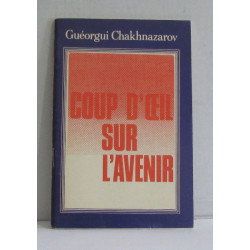 Guéorgui Chakhnazarov
COUP D'ŒIL
SUR
L'AVENIR